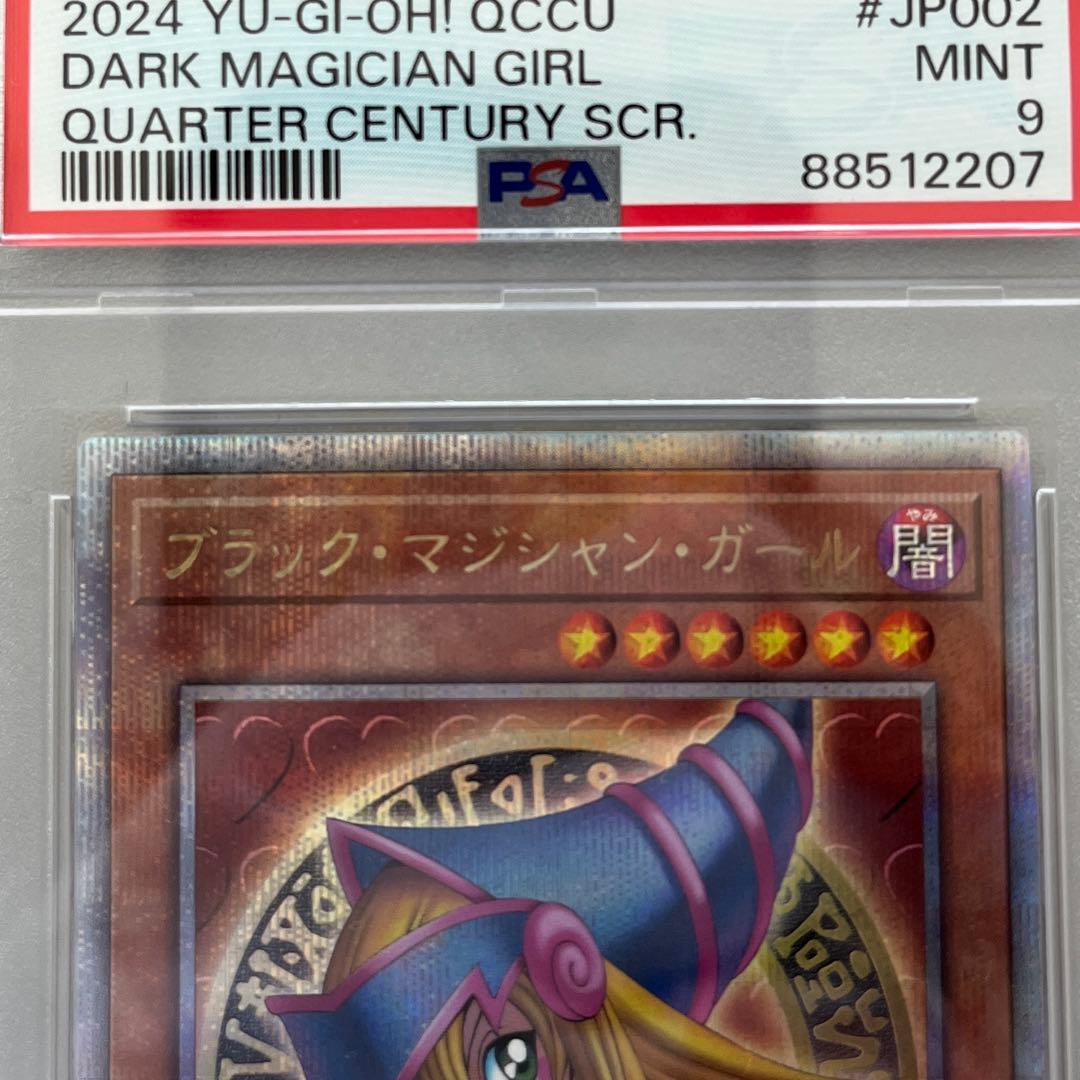 2024 YU-GI-OH! QCCU
#JP002
DARK MAGICIAN GIRL
MINT
QUARTER CENTURY SCR.
9
PSA
88512207
ブラック・マジシャン・ガール
やみ
闇